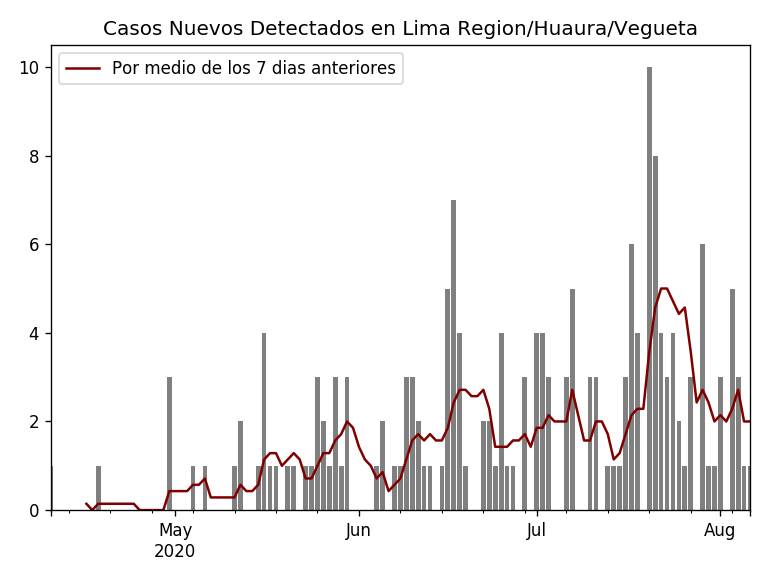 Casos Nuevos Detectados en Lima Region/Huaura/Vegueta
Por medio de los 7 dias anteriores
10
8
6
4
2
0
May
2020
Jun
Jul
Aug